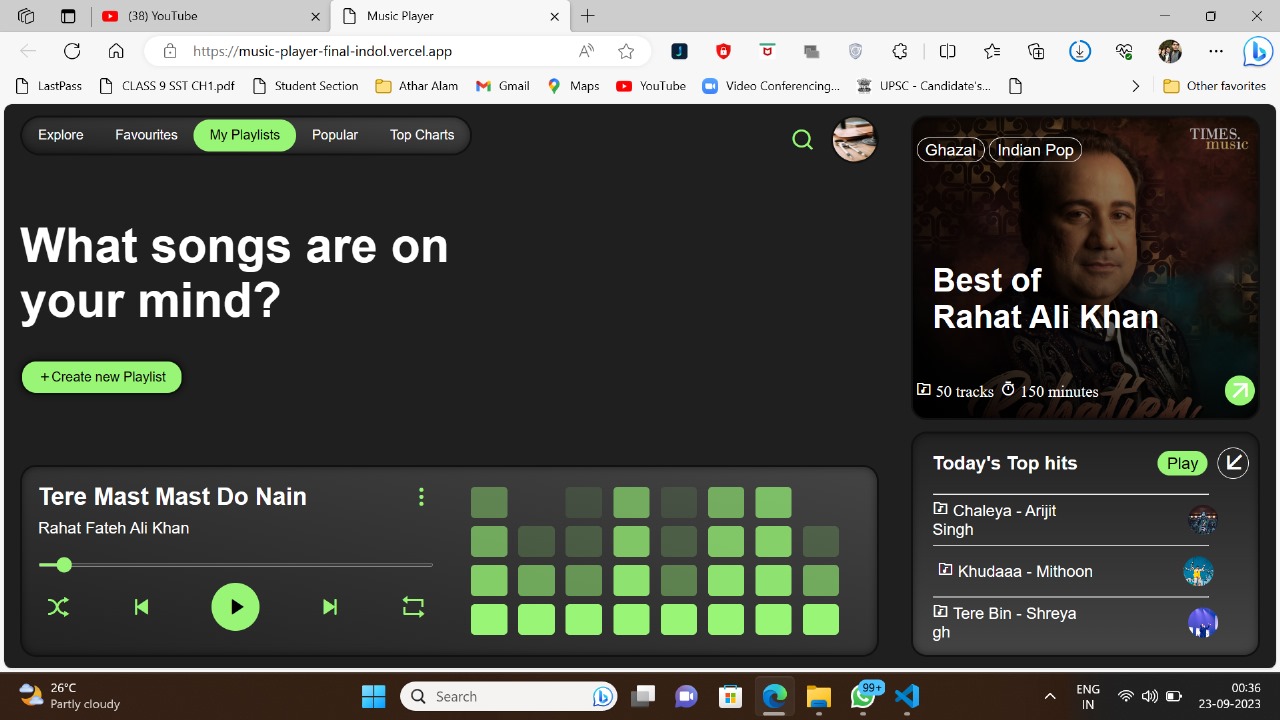 (38) YouTube
Music Player
https://music-player-final-indol.vercel.app
LastPass
CLASS 9 SST CH1.pdf
Student Section
Athar Alam
Gmail
Maps
YouTube
Video Conferencing...
UPSC - Candidate's...
Other favorites
Explore
Favourites
My Playlists
Popular
Top Charts
What songs are on
your mind?
+ Create new Playlist
Ghazal
Indian Pop
TIMES
music
Best of
Rahat Ali Khan
50 tracks
150 minutes
Tere Mast Mast Do Nain
Rahat Fateh Ali Khan
Today's Top hits
Play
Chaleya - Arijit
Singh
Khudaaa - Mithoon
Tere Bin - Shreya
gh
26°C
Partly cloudy
Search
99+
ENG
IN
00:36
23-09-2023